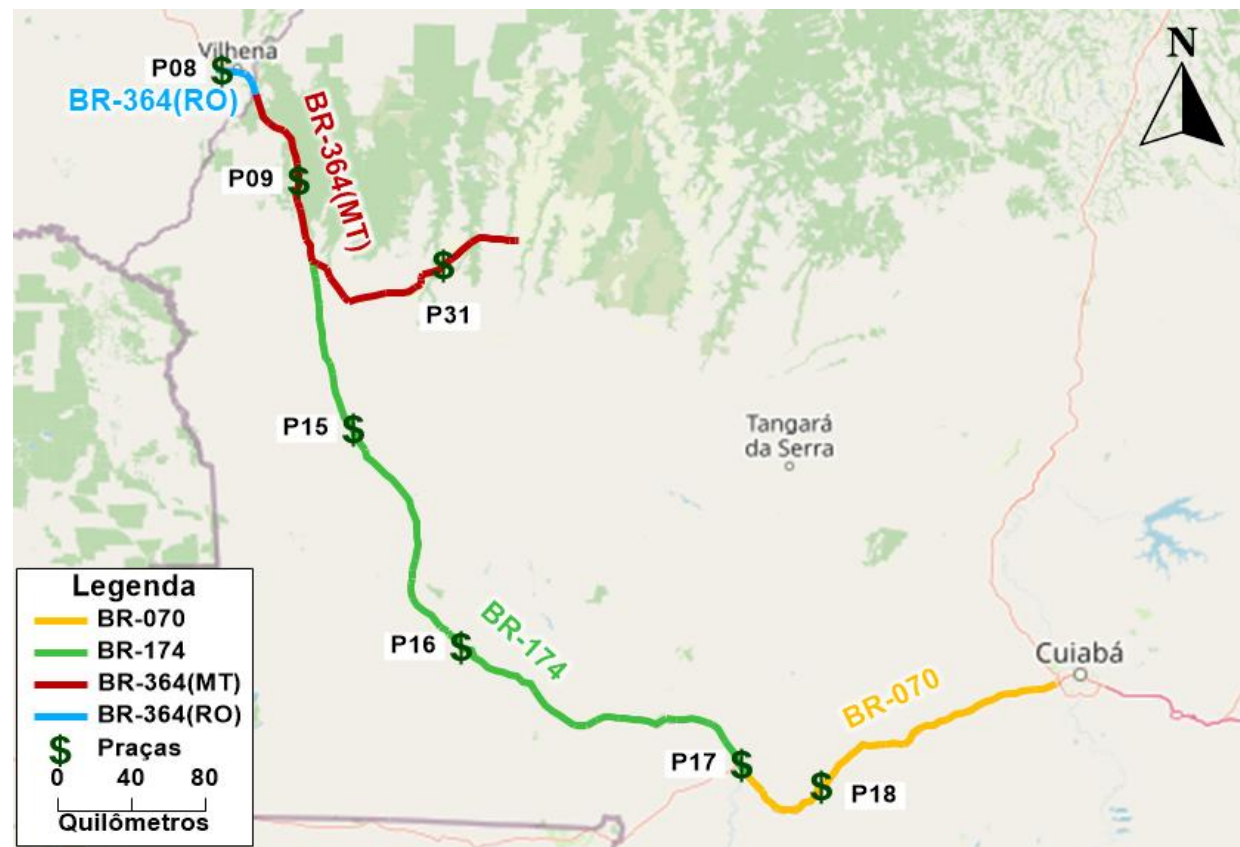 Vilhena
P08
BR-364(RO)
N
BR-364(MT)
P09
P31
P15
Tangará
da Serra
P16
BR-174
Cuiabá
BR-070
P17
P18
Legenda
BR-070
BR-174
BR-364(MT)
BR-364(RO)
$ Praças
0 40 80
Quilômetros